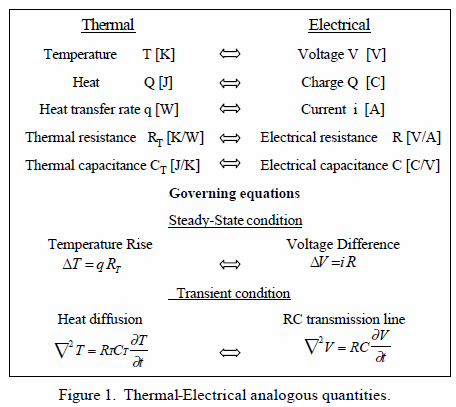 Thermal Electrical
Temperature T [K] ⇔ Voltage V [V]
Heat Q [J] ⇔ Charge Q [C]
Heat transfer rate q [W] ⇔ Current i [A]
Thermal resistance R_T [K/W] ⇔ Electrical resistance R [V/A]
Thermal capacitance C_T [J/K] ⇔ Electrical capacitance C [C/V]
Governing equations
Steady-State condition
Temperature Rise Voltage Difference
ΔT = q R_T ⇔ ΔV = i R
Transient condition
Heat diffusion RC transmission line
∇²T = R_T C_T ∂T/∂t ⇔ ∇²V = RC ∂V/∂t
Figure 1. Thermal-Electrical analogous quantities.